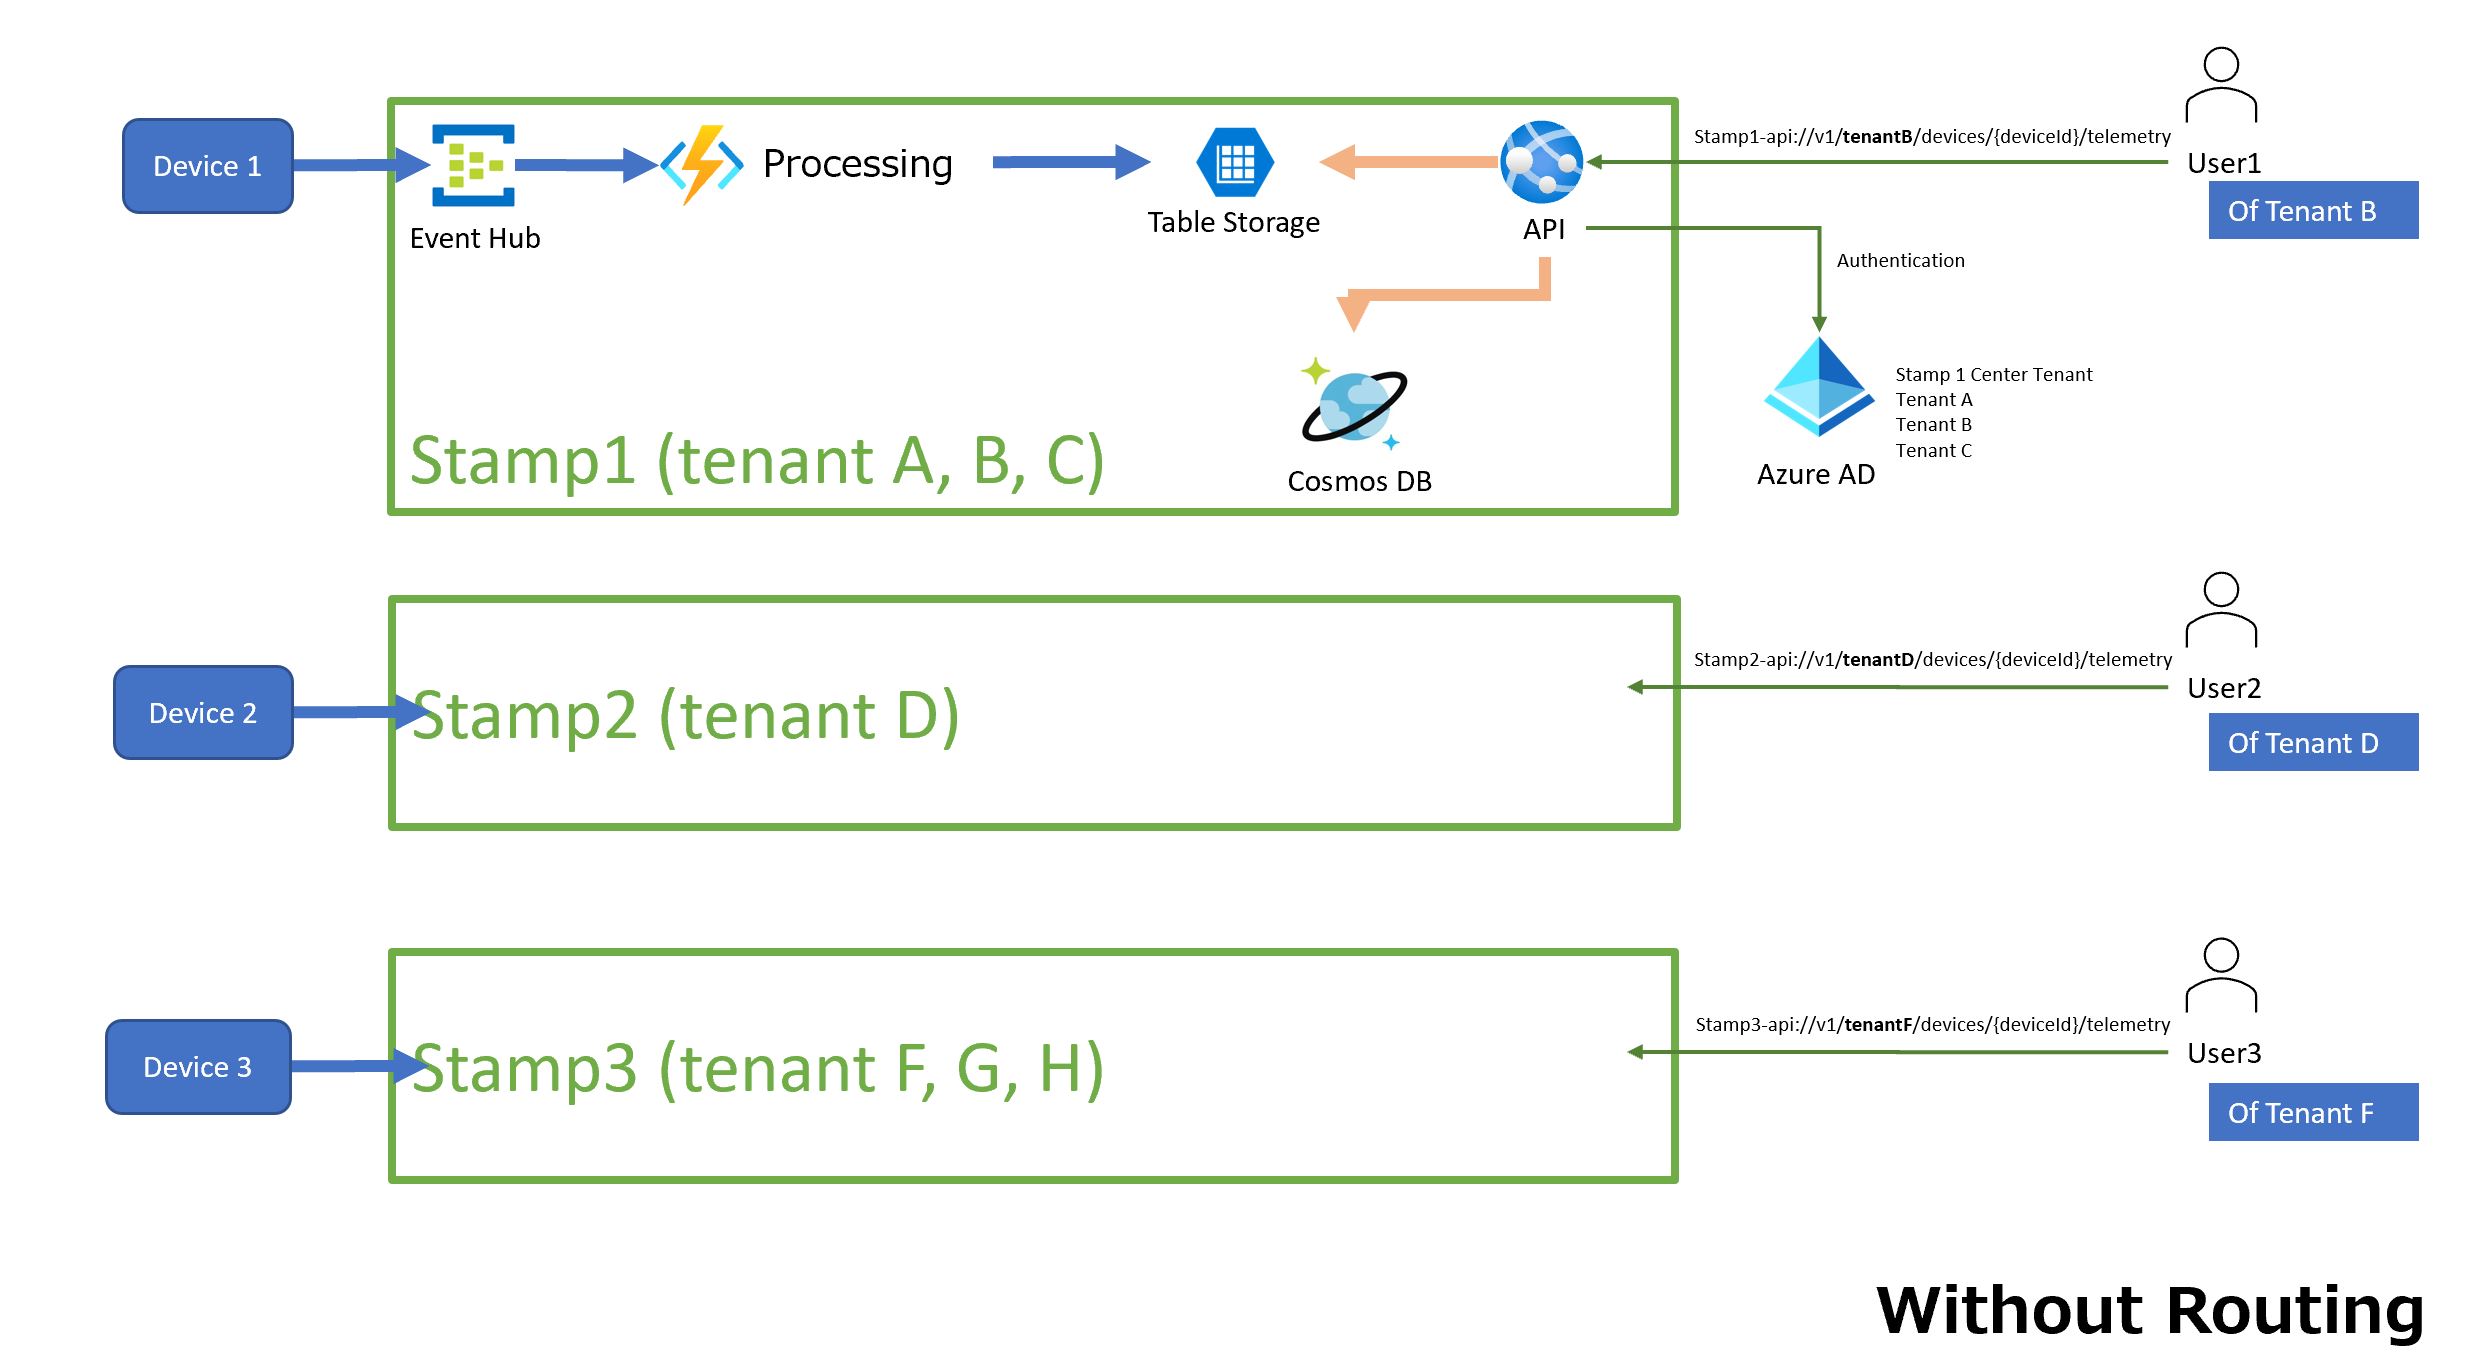 Device 1
Event Hub
Processing
Table Storage
API
Stamp1-api://v1/tenantB/devices/{deviceId}/telemetry
User1
Of Tenant B
Authentication
Cosmos DB
Azure AD
Stamp 1 Center Tenant
Tenant A
Tenant B
Tenant C
Stamp1 (tenant A, B, C)
Device 2
Stamp2 (tenant D)
Stamp2-api://v1/tenantD/devices/{deviceId}/telemetry
User2
Of Tenant D
Device 3
Stamp3 (tenant F, G, H)
Stamp3-api://v1/tenantF/devices/{deviceId}/telemetry
User3
Of Tenant F
Without Routing